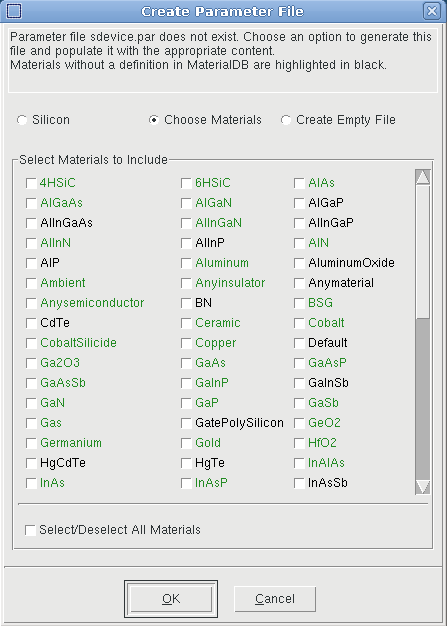 Create Parameter File
Parameter file sdevice.par does not exist. Choose an option to generate this
file and populate it with the appropriate content.
Materials without a definition in MaterialDB are highlighted in black.
Silicon Choose Materials Create Empty File
Select Materials to Include
4HSiC 6HSiC AlAs
AlGaAs AlGaN AlGaP
AlInGaAs AlInGaN AlInGaP
AlInN AlInP AlN
AlP Aluminum AluminumOxide
Ambient Anyinsulator Anymaterial
Anysemiconductor BN BSG
CdTe Ceramic Cobalt
CobaltSilicide Copper Default
Ga2O3 GaAs GaAsP
GaAsSb GaInP GaInSb
GaN GaP GaSb
Gas GatePolySilicon GeO2
Germanium Gold HfO2
HgCdTe HgTe InAlAs
InAs InAsP InAsSb
Select/Deselect All Materials
OK Cancel